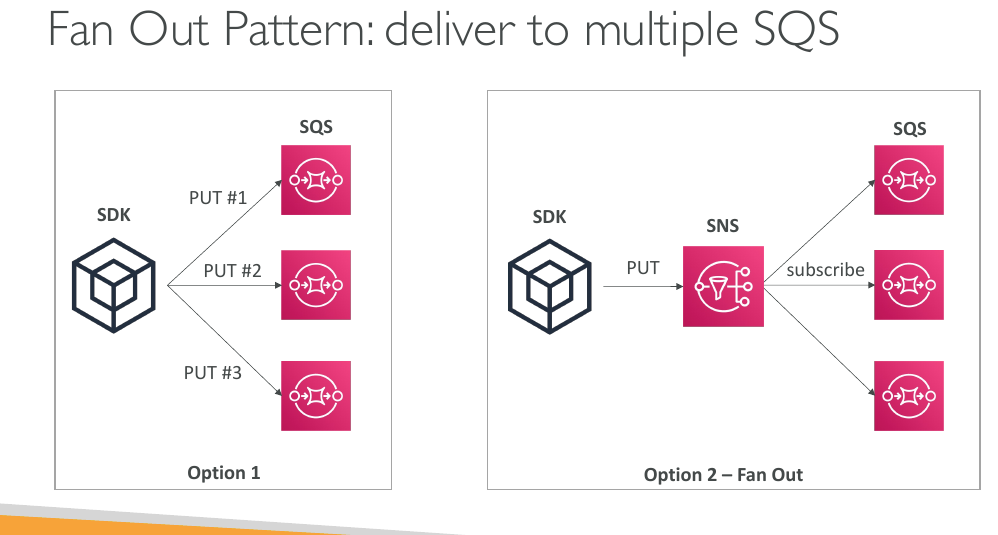 Fan Out Pattern: deliver to multiple SQS
SQS
PUT #1
SDK
PUT #2
PUT #3
Option 1
SQS
SDK
SNS
PUT
subscribe
Option 2 – Fan Out